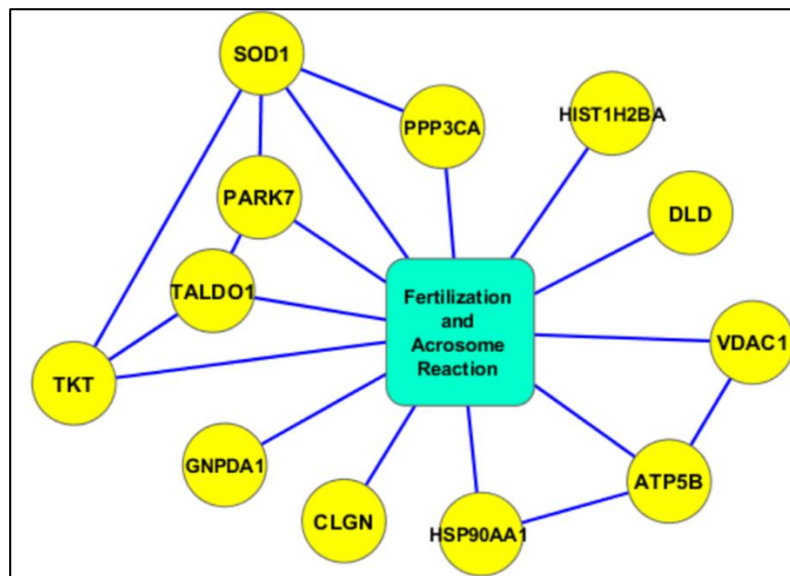 SOD1
PPP3CA
HIST1H2BA
PARK7
DLD
TALDO1
Fertilization
and
Acrosome
Reaction
VDAC1
TKT
GNPDA1
ATP5B
CLGN
HSP90AA1